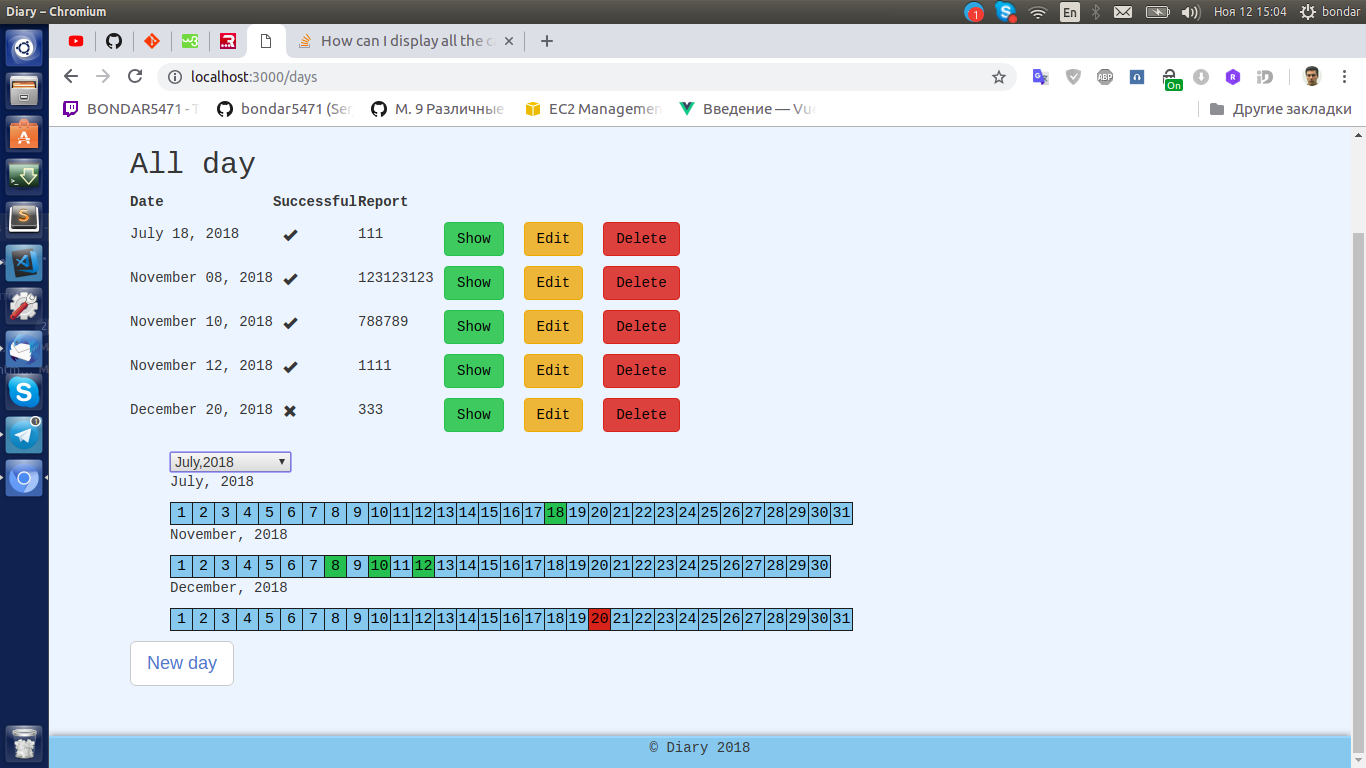 Diary – Chromium
1
En
Ноя 12 15:04
bondar
How can I display all the c
localhost:3000/days
ABP
On
BONDAR5471 - T
bondar5471 (Ser
М. 9 Различные
EC2 Managemen
Введение — Vue
Другие закладки
All day
Date Successful Report
July 18, 2018 111 Show Edit Delete
November 08, 2018 123123123 Show Edit Delete
November 10, 2018 788789 Show Edit Delete
November 12, 2018 1111 Show Edit Delete
December 20, 2018 333 Show Edit Delete
July,2018
July, 2018
1 2 3 4 5 6 7 8 9 10 11 12 13 14 15 16 17 18 19 20 21 22 23 24 25 26 27 28 29 30 31
November, 2018
1 2 3 4 5 6 7 8 9 10 11 12 13 14 15 16 17 18 19 20 21 22 23 24 25 26 27 28 29 30
December, 2018
1 2 3 4 5 6 7 8 9 10 11 12 13 14 15 16 17 18 19 20 21 22 23 24 25 26 27 28 29 30 31
New day
© Diary 2018